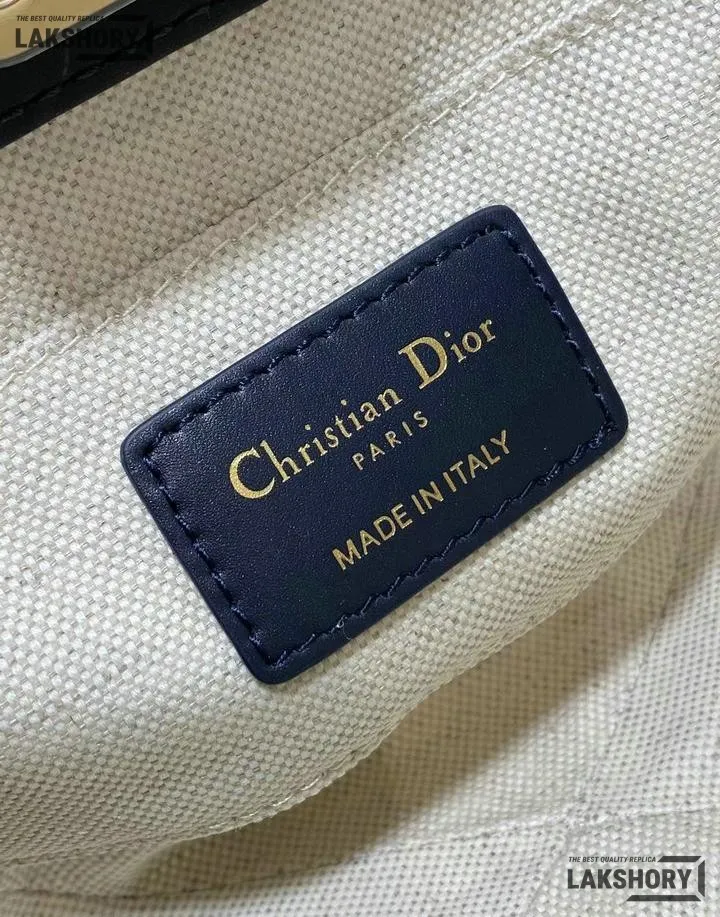 THE BEST QUALITY REPLICA
LAKSHORY
Christian Dior
PARIS
MADE IN ITALY
THE BEST QUALITY REPLICA
LAKSHORY